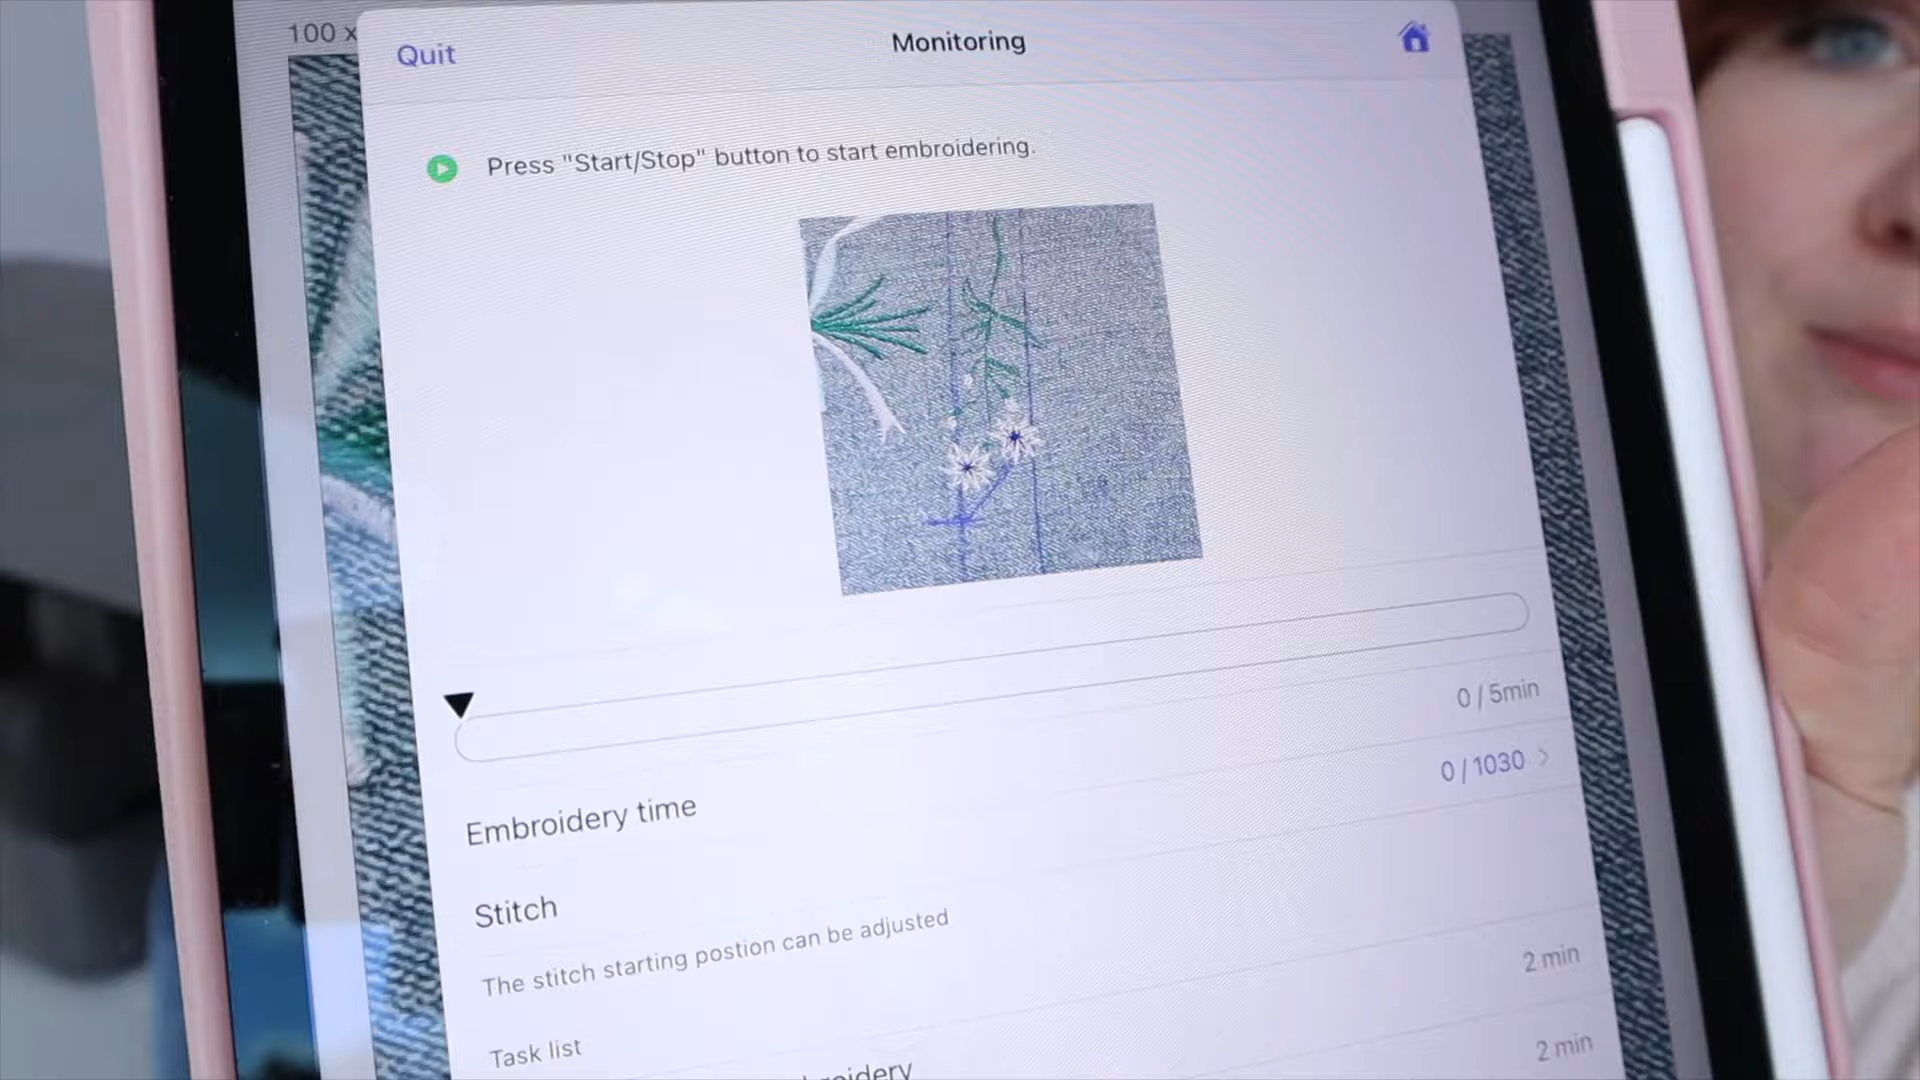 100 x
Quit
Monitoring
Press "Start/Stop" button to start embroidering.
0 / 5min
Embroidery time
0 / 1030
Stitch
The stitch starting postion can be adjusted
2 min
Task list
2 min